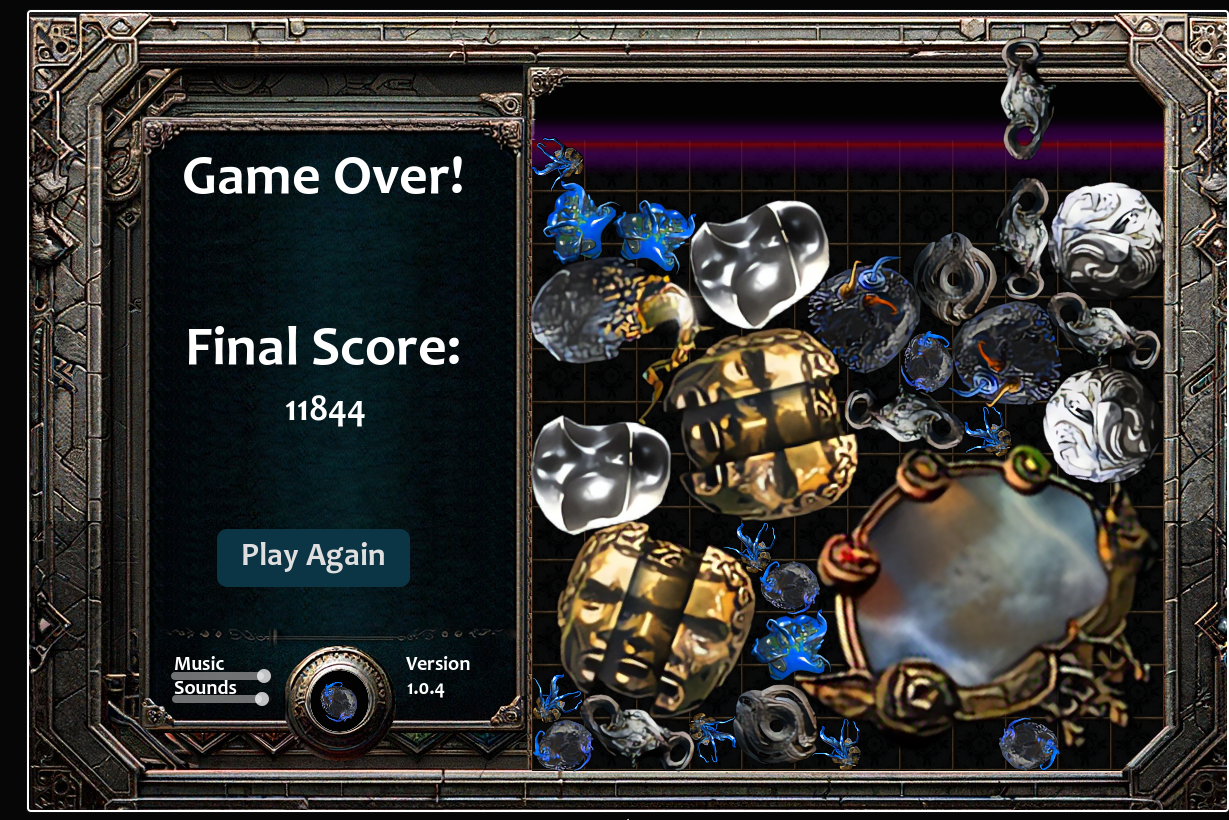 Game Over!
Final Score:
11844
Play Again
Music
Sounds
Version
1.0.4